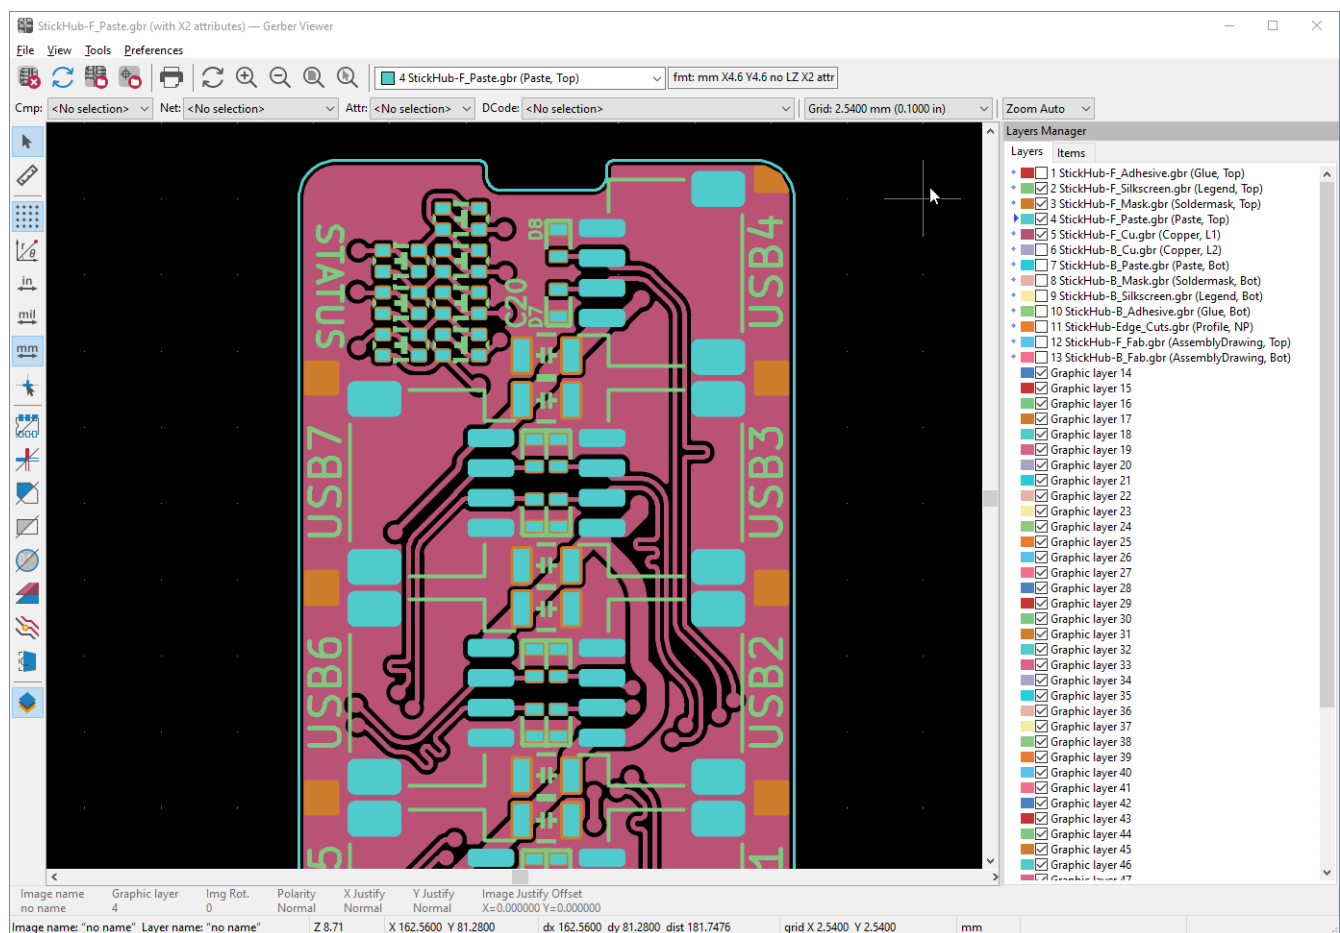 StickHub-F_Paste.gbr (with X2 attributes) — Gerber Viewer
File View Tools Preferences
4 StickHub-F_Paste.gbr (Paste, Top)
fmt: mm X4.6 Y4.6 no LZ X2 attr
Cmp: <No selection> Net: <No selection> Attr: <No selection> DCode: <No selection> Grid: 2.5400 mm (0.1000 in) Zoom Auto
in
mil
mm
STATUS
D8
C20
D7
USB4
USB7
USB3
USB6
USB2
5
1
Layers Manager
Layers Items
1 StickHub-F_Adhesive.gbr (Glue, Top)
2 StickHub-F_Silkscreen.gbr (Legend, Top)
3 StickHub-F_Mask.gbr (Soldermask, Top)
4 StickHub-F_Paste.gbr (Paste, Top)
5 StickHub-F_Cu.gbr (Copper, L1)
6 StickHub-B_Cu.gbr (Copper, L2)
7 StickHub-B_Paste.gbr (Paste, Bot)
8 StickHub-B_Mask.gbr (Soldermask, Bot)
9 StickHub-B_Silkscreen.gbr (Legend, Bot)
10 StickHub-B_Adhesive.gbr (Glue, Bot)
11 StickHub-Edge_Cuts.gbr (Profile, NP)
12 StickHub-F_Fab.gbr (AssemblyDrawing, Top)
13 StickHub-B_Fab.gbr (AssemblyDrawing, Bot)
Graphic layer 14
Graphic layer 15
Graphic layer 16
Graphic layer 17
Graphic layer 18
Graphic layer 19
Graphic layer 20
Graphic layer 21
Graphic layer 22
Graphic layer 23
Graphic layer 24
Graphic layer 25
Graphic layer 26
Graphic layer 27
Graphic layer 28
Graphic layer 29
Graphic layer 30
Graphic layer 31
Graphic layer 32
Graphic layer 33
Graphic layer 34
Graphic layer 35
Graphic layer 36
Graphic layer 37
Graphic layer 38
Graphic layer 39
Graphic layer 40
Graphic layer 41
Graphic layer 42
Graphic layer 43
Graphic layer 44
Graphic layer 45
Graphic layer 46
Graphic layer 47
Image name Graphic layer Img Rot. Polarity X Justify Y Justify Image Justify Offset
no name 4 0 Normal Normal Normal X=0.000000 Y=0.000000
Image name: "no name" Layer name: "no name" Z 8.71 X 162.5600 Y 81.2800 dx 162.5600 dy 81.2800 dist 181.7476 grid X 2.5400 Y 2.5400 mm